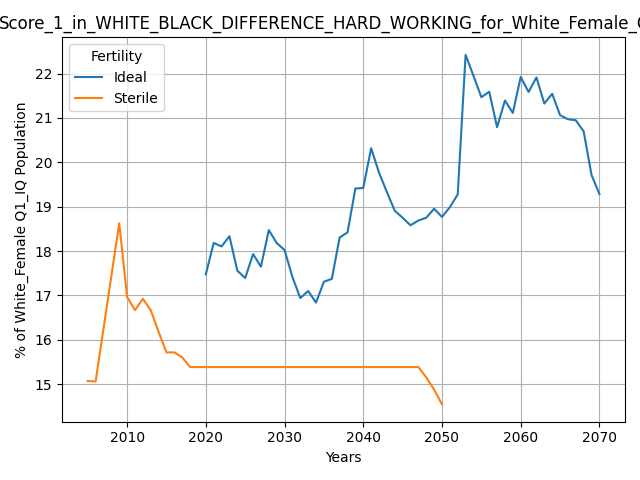 Score_1_in_WHITE_BLACK_DIFFERENCE_HARD_WORKING_for_White_Female_
Fertility
Ideal
Sterile
% of White_Female Q1_IQ Population
22
21
20
19
18
17
16
15
2010
2020
2030
2040
2050
2060
2070
Years